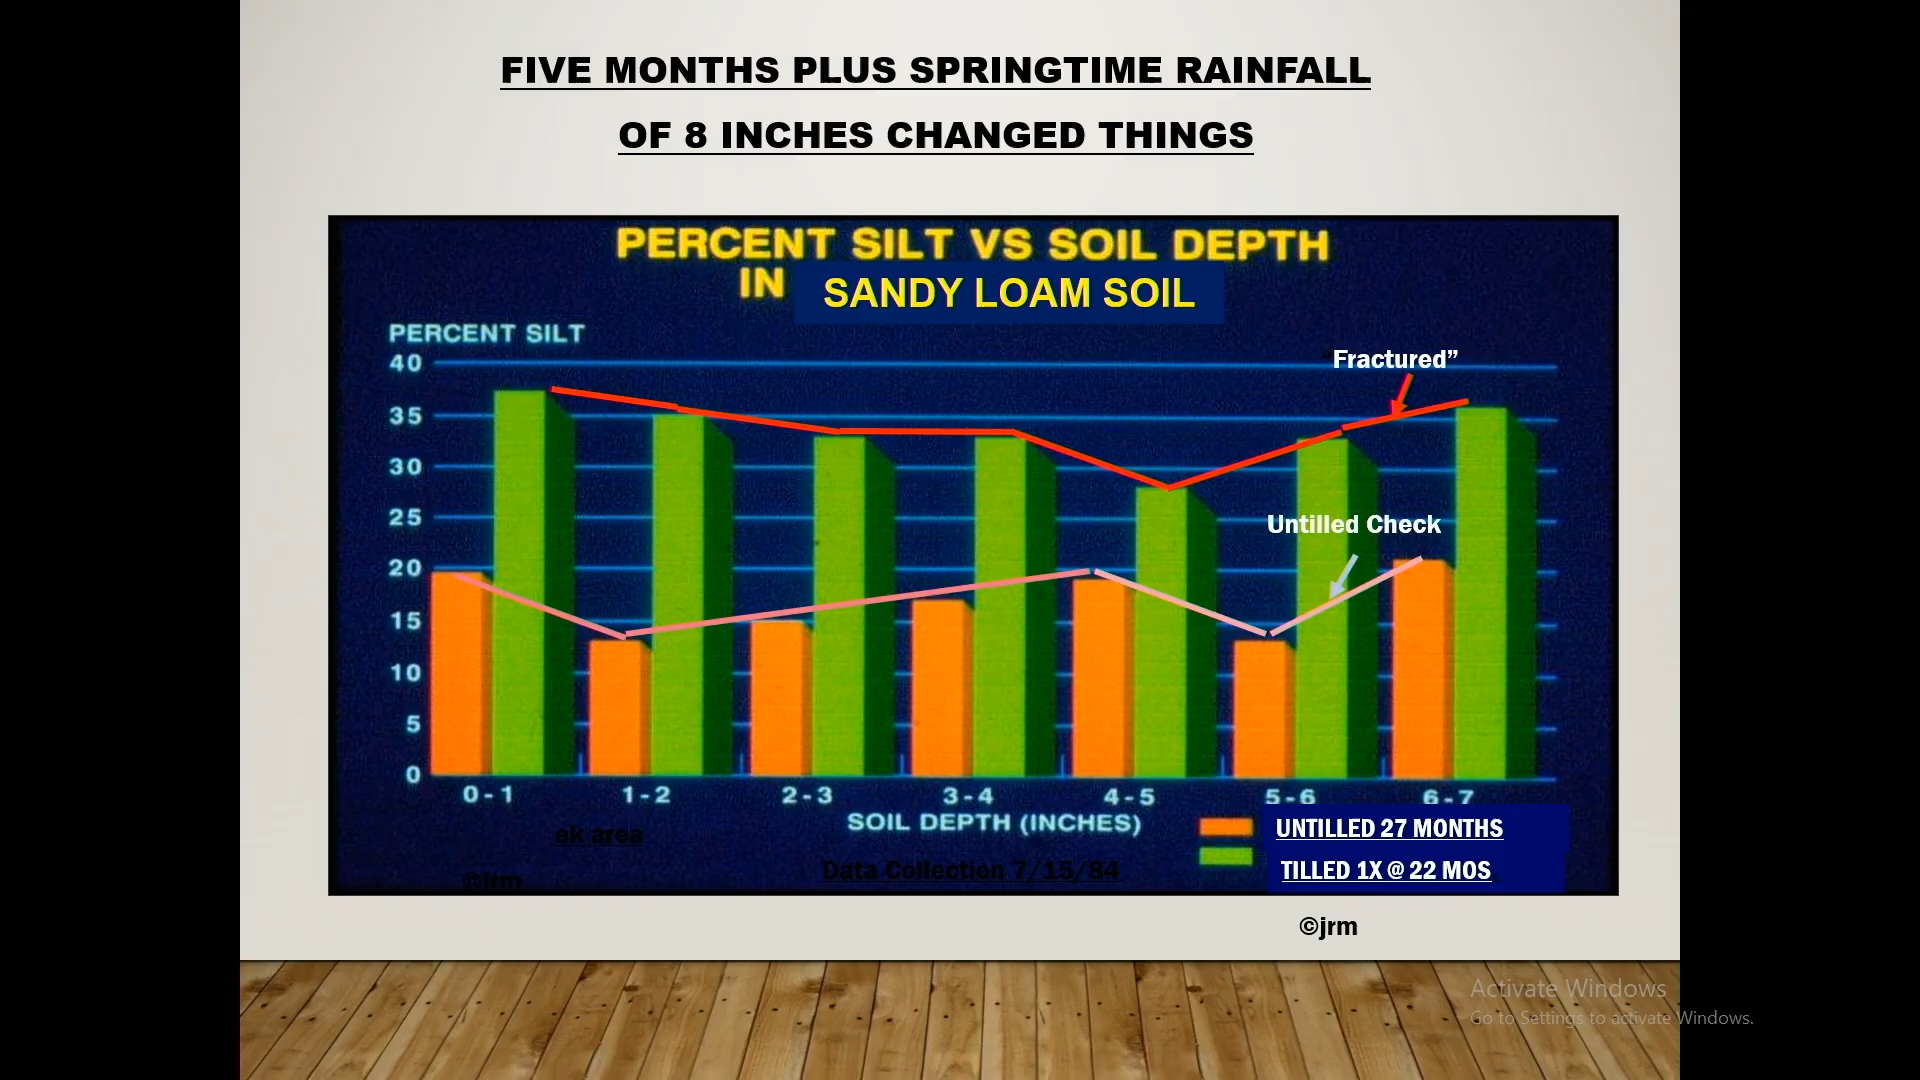 FIVE MONTHS PLUS SPRINGTIME RAINFALL
OF 8 INCHES CHANGED THINGS
PERCENT SILT VS SOIL DEPTH
IN SANDY LOAM SOIL
PERCENT SILT
40
35
30
25
20
15
10
5
0
Fractured”
Untilled Check
0-1 1-2 2-3 3-4 4-5 5-6 6-7
SOIL DEPTH (INCHES)
UNTILLED 27 MONTHS
TILLED 1X @ 22 MOS
ek area
Data Collection 7/15/84
©jrm
©jrm
Activate Windows
Go to Settings to activate Windows.